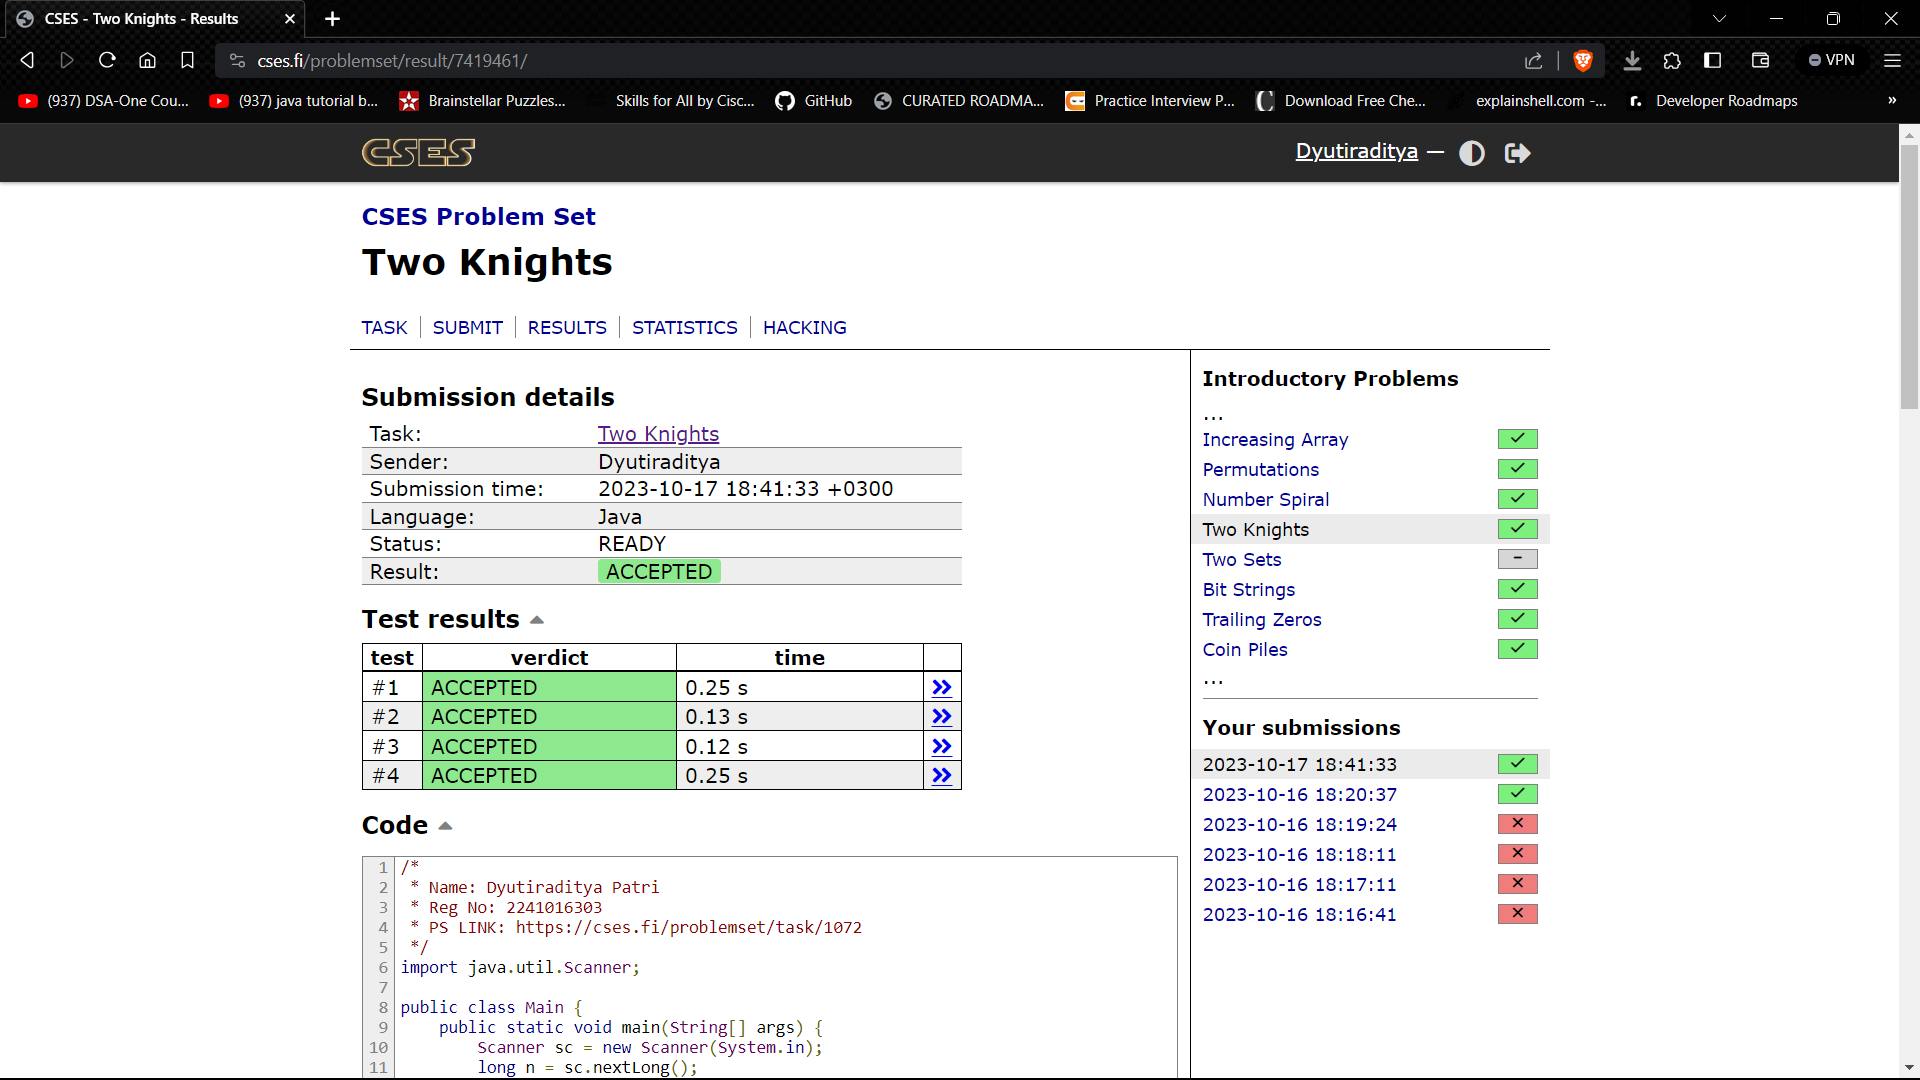 CSES - Two Knights - Results
cses.fi/problemset/result/7419461/
VPN
(937) DSA-One Cou...
(937) java tutorial b...
Brainstellar Puzzles...
Skills for All by Cisc...
GitHub
CURATED ROADMA...
Practice Interview P...
Download Free Che...
explainshell.com -...
Developer Roadmaps
»
CSES
Dyutiraditya —
CSES Problem Set
Two Knights
TASK
SUBMIT
RESULTS
STATISTICS
HACKING
Submission details
Task: Two Knights
Sender: Dyutiraditya
Submission time: 2023-10-17 18:41:33 +0300
Language: Java
Status: READY
Result: ACCEPTED
Test results
test verdict time
#1 ACCEPTED 0.25 s
#2 ACCEPTED 0.13 s
#3 ACCEPTED 0.12 s
#4 ACCEPTED 0.25 s
Code
1 /*
2 * Name: Dyutiraditya Patri
3 * Reg No: 2241016303
4 * PS LINK: https://cses.fi/problemset/task/1072
5 */
6 import java.util.Scanner;
7
8 public class Main {
9 public static void main(String[] args) {
10 Scanner sc = new Scanner(System.in);
11 long n = sc.nextLong();
Introductory Problems
...
Increasing Array
Permutations
Number Spiral
Two Knights
Two Sets –
Bit Strings
Trailing Zeros
Coin Piles
...
Your submissions
2023-10-17 18:41:33
2023-10-16 18:20:37
2023-10-16 18:19:24
2023-10-16 18:18:11
2023-10-16 18:17:11
2023-10-16 18:16:41